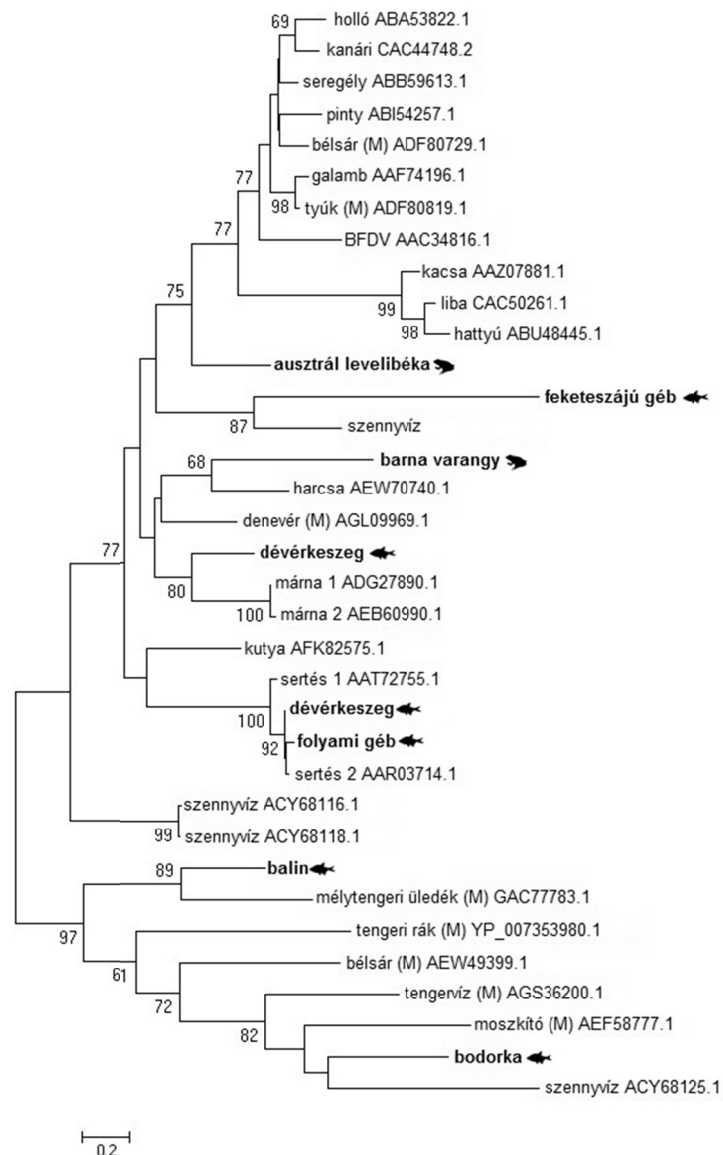 69
holló ABA53822.1
kanári CAC44748.2
seregély ABB59613.1
pinty ABI54257.1
bélsár (M) ADF80729.1
77
galamb AAF74196.1
98
tyúk (M) ADF80819.1
77
BFDV AAC34816.1
kacsa AAZ07881.1
75
99
liba CAC50261.1
98
hattyú ABU48445.1
ausztrál levelibéka
feketeszájú géb
87
szennyvíz
68
barna varangy
harcsa AEW70740.1
denevér (M) AGL09969.1
77
dévérkeszeg
80
márna 1 ADG27890.1
100
márna 2 AEB60990.1
kutya AFK82575.1
sertés 1 AAT72755.1
100
dévérkeszeg
92
folyami géb
sertés 2 AAR03714.1
szennyvíz ACY68116.1
99
szennyvíz ACY68118.1
89
balin
mélytengeri üledék (M) GAC77783.1
97
tengeri rák (M) YP_007353980.1
61
bélsár (M) AEW49399.1
72
tengervíz (M) AGS36200.1
82
moszkító (M) AEF58777.1
bodorka
szennyvíz ACY68125.1
0.2